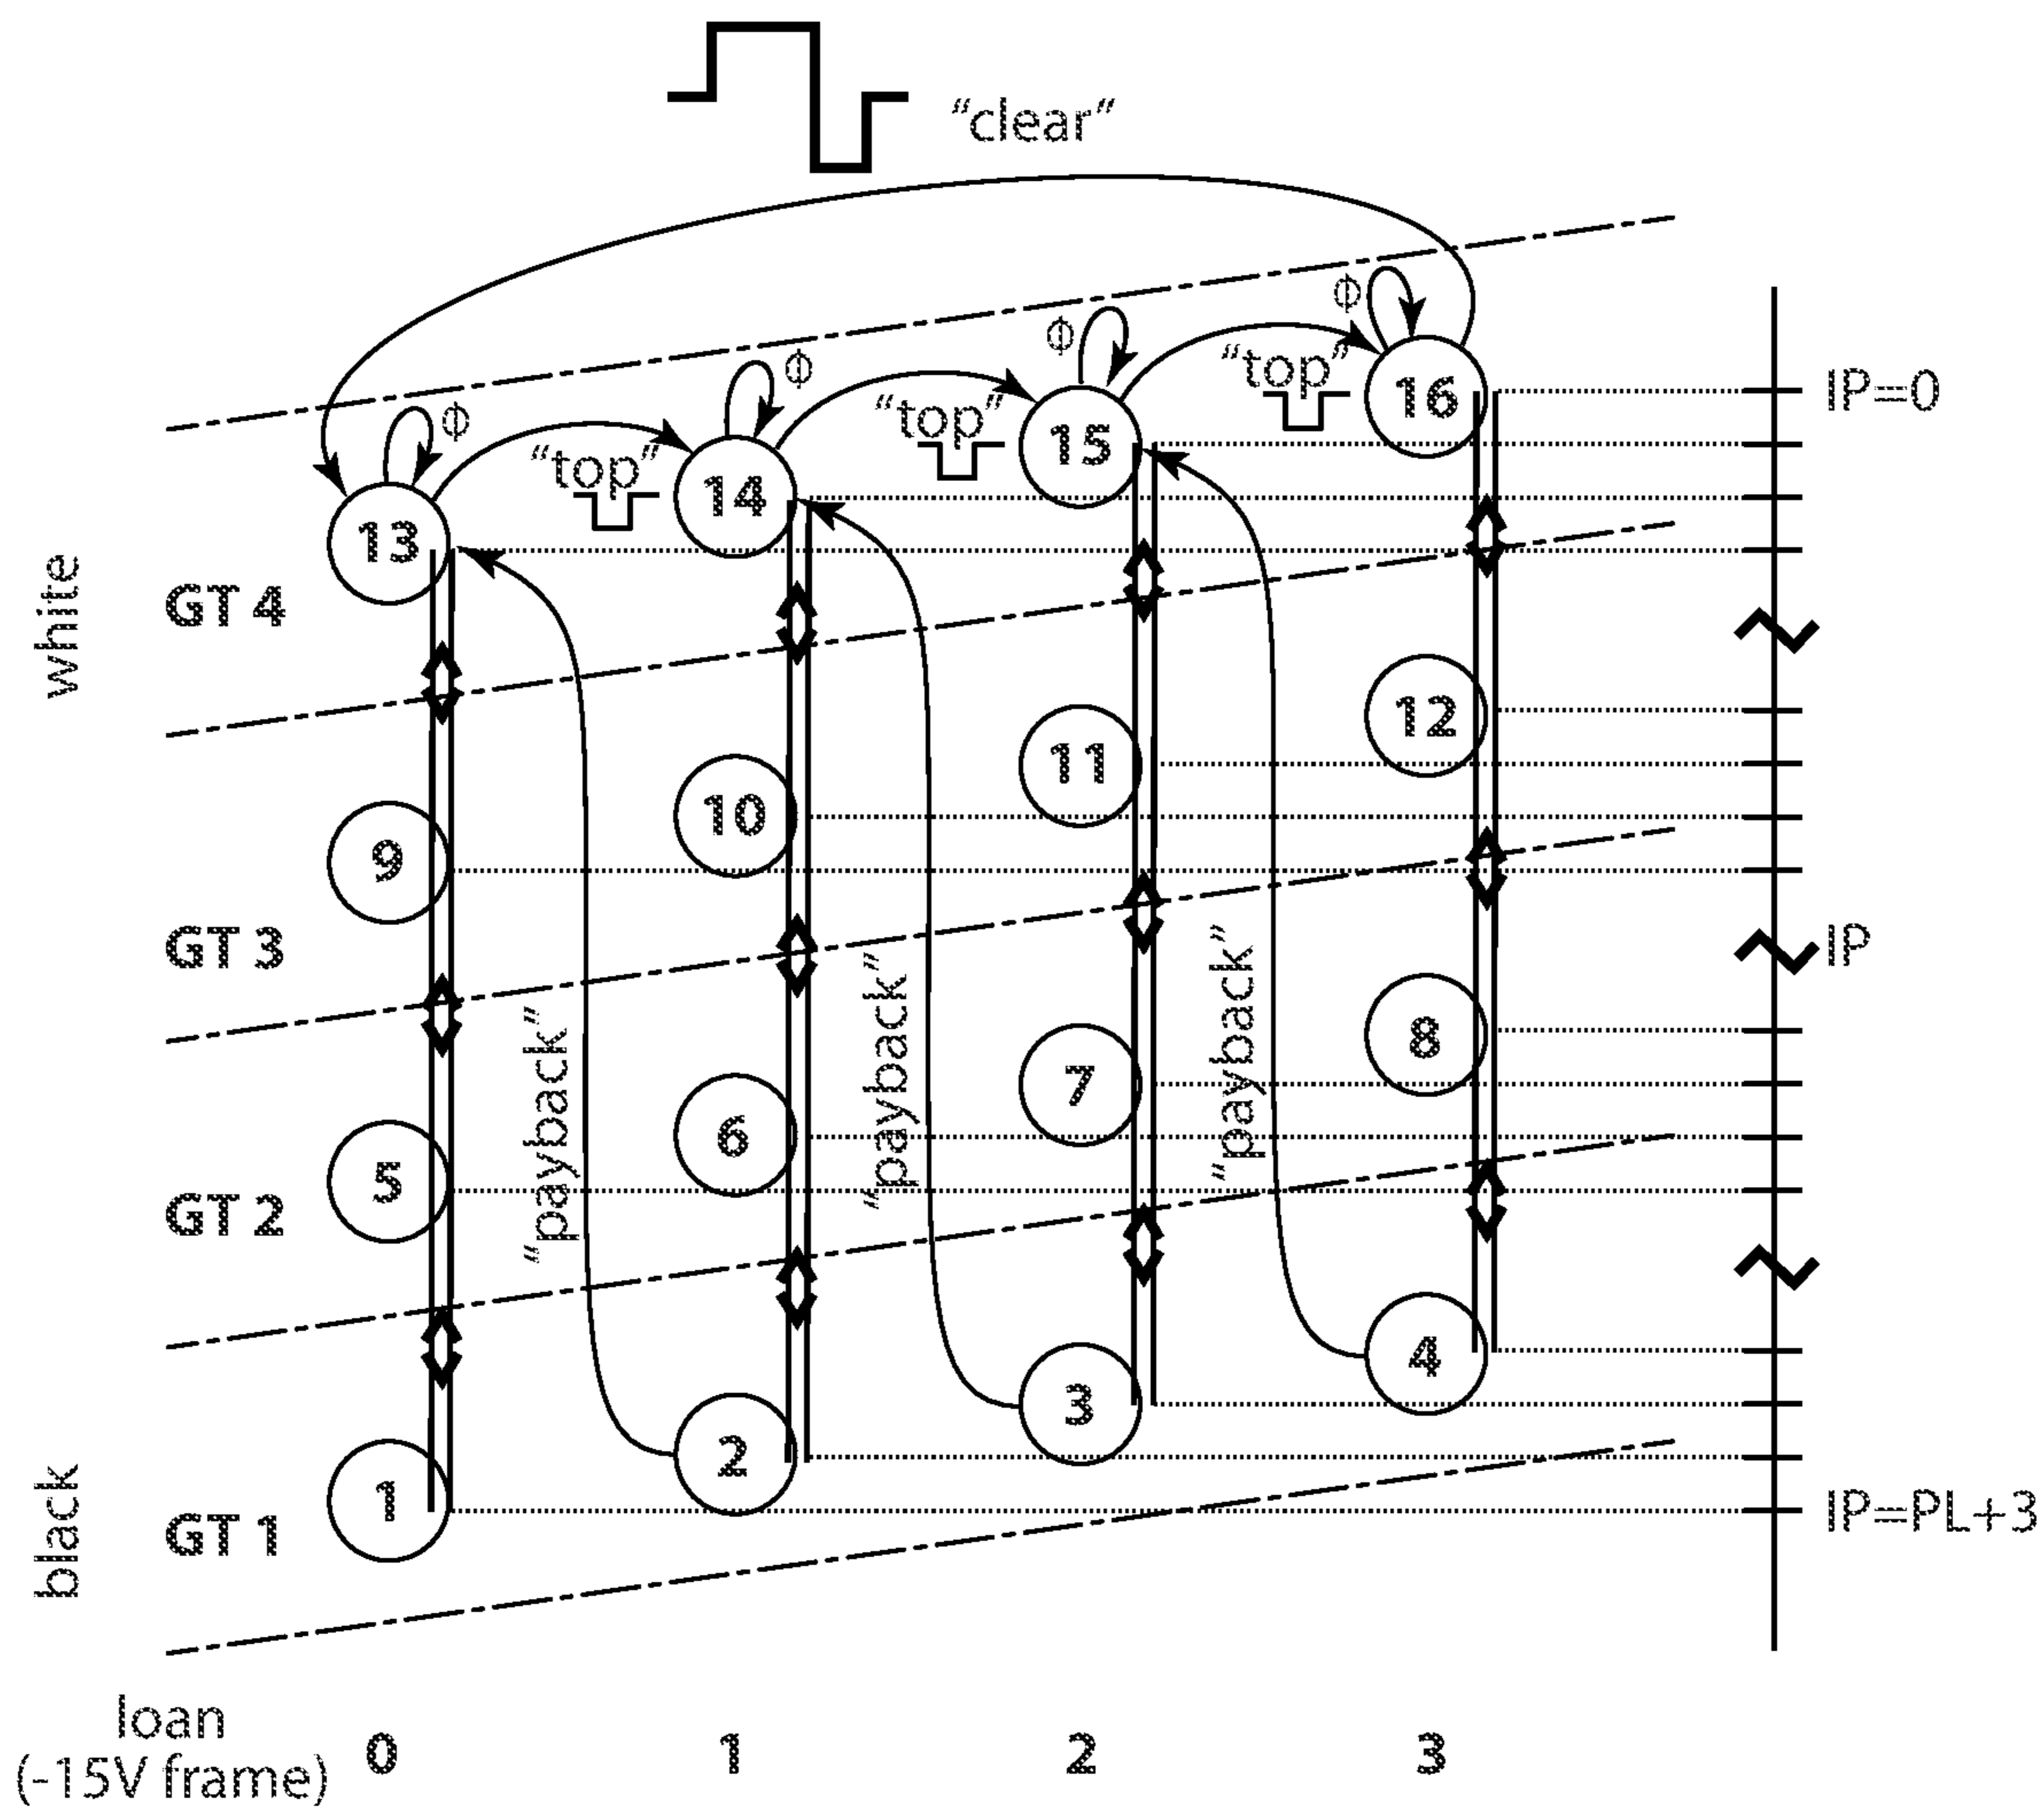 “clear”
ϕ
16
IP=0
ϕ
“top”
15
ϕ
“top”
14
ϕ
“top”
13
white
GT 4
12
11
10
9
GT 3
IP
“payback”
“payback”
“payback”
8
7
6
5
GT 2
4
3
2
1
black
GT 1
IP=PL+3
loan
(-15V frame)
0
1
2
3